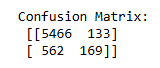 Confusion Matrix:
[[5466 133]
[ 562 169]]